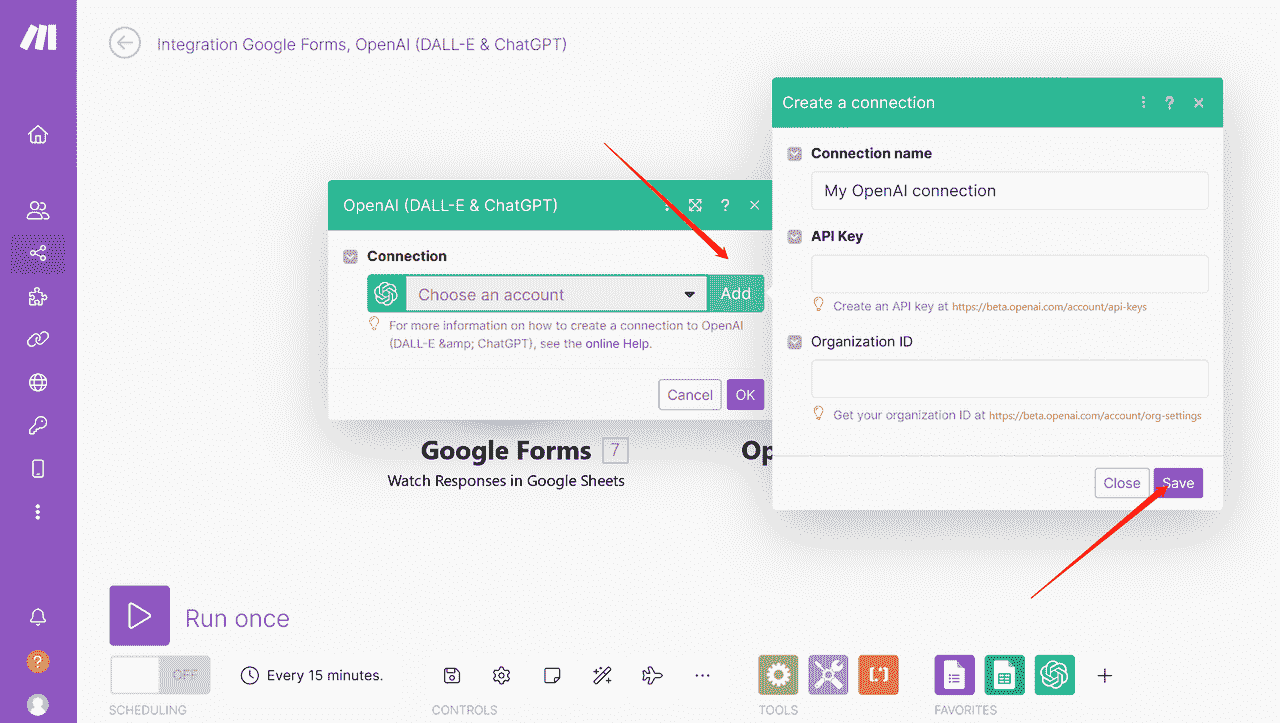 Integration Google Forms, OpenAI (DALL-E & ChatGPT)
Create a connection
?
Connection name
My OpenAI connection
API Key
Create an API key at https://beta.openai.com/account/api-keys
Organization ID
Get your organization ID at https://beta.openai.com/account/org-settings
Close
Save
OpenAI (DALL-E & ChatGPT)
?
Connection
Choose an account
Add
For more information on how to create a connection to OpenAI
(DALL-E &amp; ChatGPT), see the online Help.
Cancel
OK
Google Forms 7
Watch Responses in Google Sheets
Op
Run once
OFF
Every 15 minutes.
SCHEDULING
CONTROLS
TOOLS
FAVORITES
?